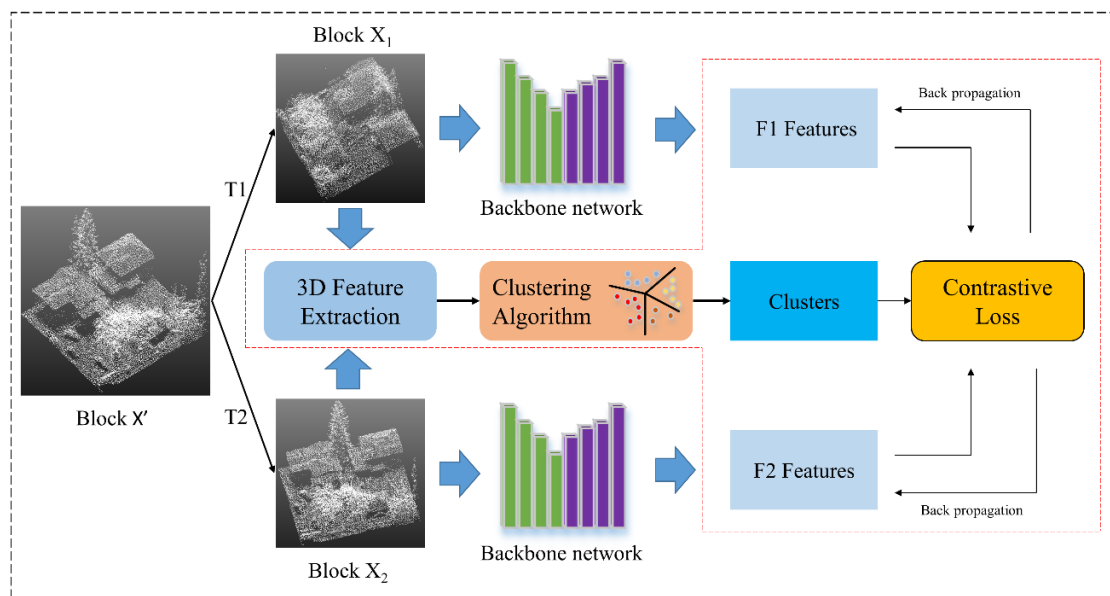 Block X₁
Back propagation
F1 Features
T1
Backbone network
3D Feature
Extraction
Clustering
Algorithm
Clusters
Contrastive
Loss
Block X'
T2
F2 Features
Back propagation
Backbone network
Block X₂